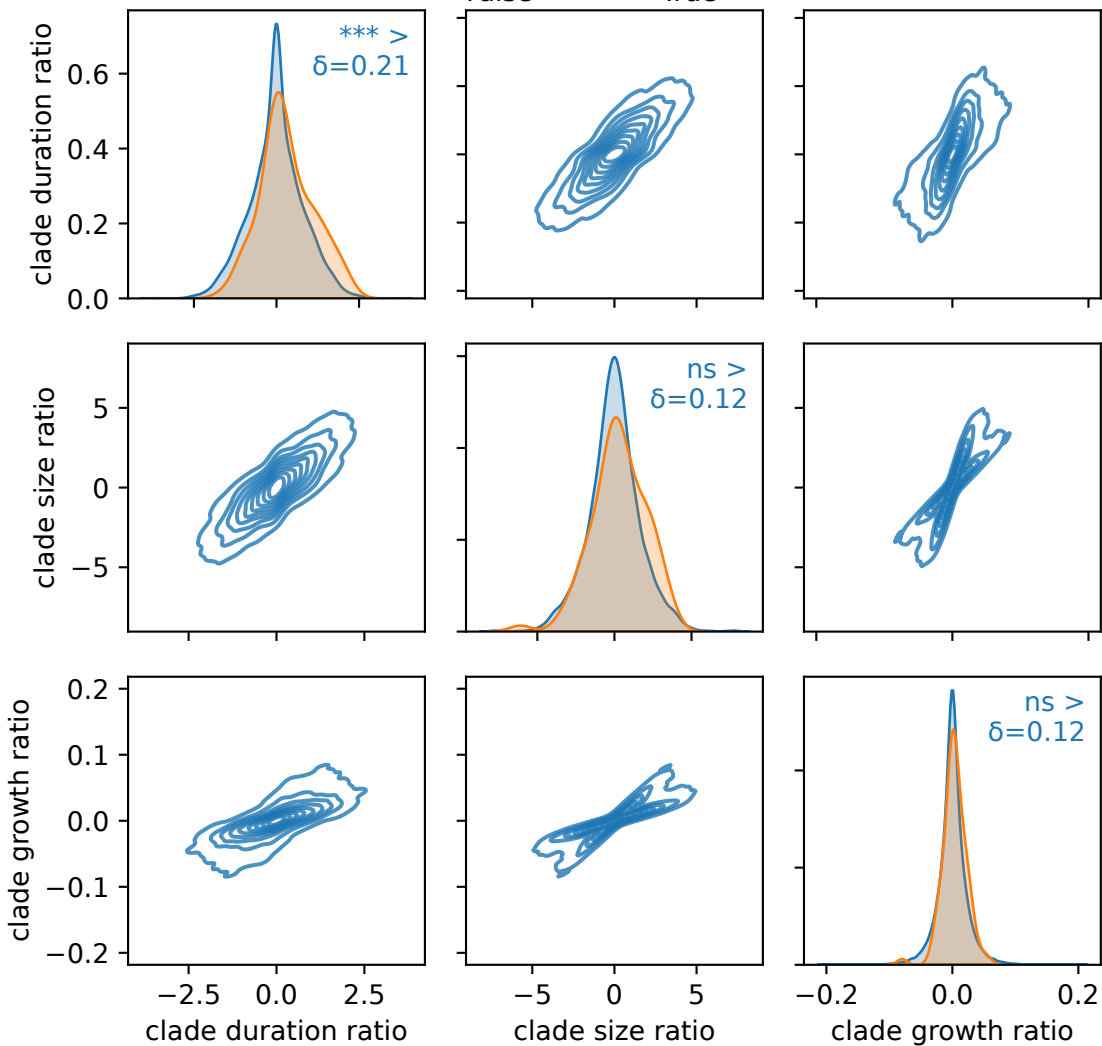 *** >
δ=0.21
clade duration ratio
0.6
0.4
0.2
0.0
ns >
δ=0.12
clade size ratio
5
0
−5
ns >
δ=0.12
clade growth ratio
0.2
0.1
0.0
−0.1
−0.2
−2.5 0.0 2.5
−5 0 5
−0.2 0.0 0.2
clade duration ratio
clade size ratio
clade growth ratio